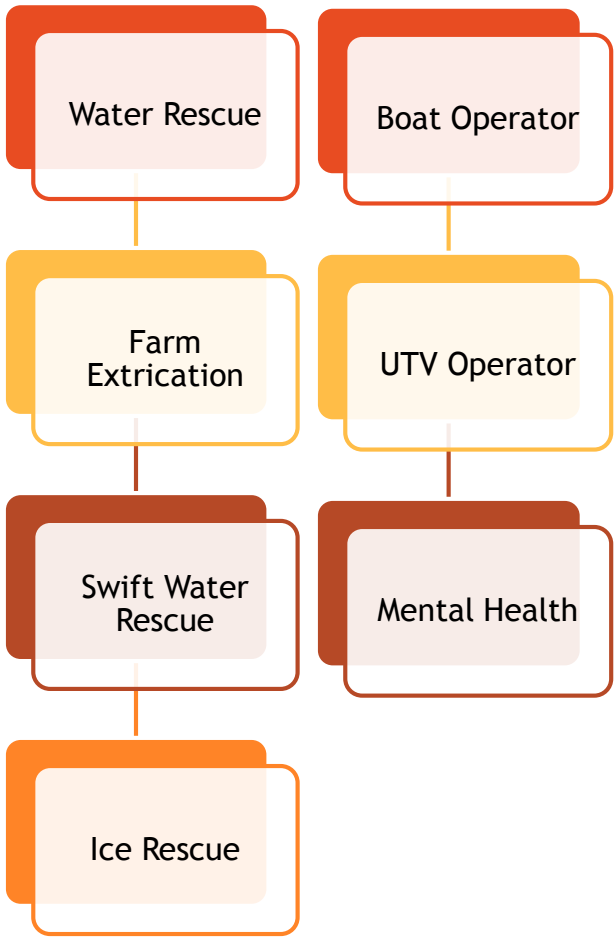 Water Rescue
Farm
Extrication
Swift Water
Rescue
Ice Rescue
Boat Operator
UTV Operator
Mental Health